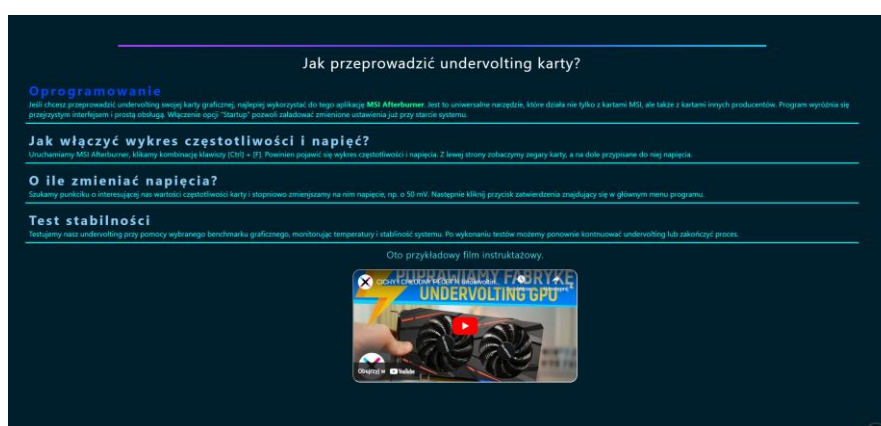 Jak przeprowadzić undervolting karty?
Oprogramowanie
Jeśli chcesz przeprowadzić undervolting swojej karty graficznej, najlepiej wykorzystać do tego aplikację MSI Afterburner. Jest to uniwersalne narzędzie, które działa nie tylko z kartami MSI, ale także z kartami innych producentów. Program wyróżnia się
przejrzystym interfejsem i prostą obsługą. Włączenie opcji "Startup" pozwoli załadować zmienione ustawienia już przy starcie systemu.
Jak włączyć wykres częstotliwości i napięć?
Uruchamiamy MSI Afterburner, klikamy kombinację klawiszy [Ctrl] + [F]. Powinien pojawić się wykres częstotliwości i napięcia. Z lewej strony zobaczymy zegary karty, a na dole przypisane do niej napięcia.
O ile zmieniać napięcia?
Szukamy punkciku o interesującej nas wartości częstotliwości karty i stopniowo zmienjszamy na nim napięcie, np. o 50 mV. Następnie kliknij przycisk zatwierdzenia znajdujący się w głównym menu programu.
Test stabilności
Testujemy nasz undervolting przy pomocy wybranego benchmarku graficznego, monitorując temperatury i stabliność systemu. Po wykonaniu testów możemy ponownie kontnuować undervolting lub zakończyć proces.
Oto przykładowy film instruktażowy.
POPRAWIAMY FABRYKĘ
CICHY I CHŁODNY
UNDERVOLTING GPU
Obejrzyj w YouTube